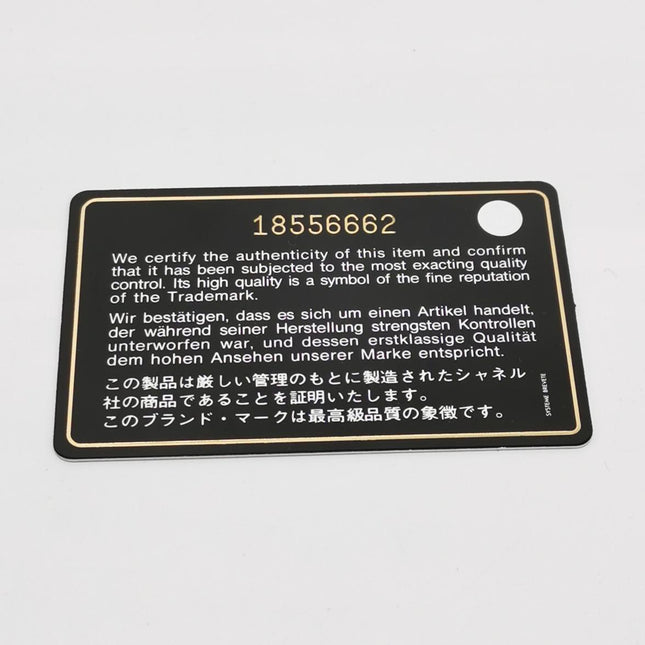 18556662
We certify the authenticity of this item and confirm
that it has been subjected to the most exacting quality
control. Its high quality is a symbol of the fine reputation
of the Trademark.
Wir bestätigen, dass es sich um einen Artikel handelt,
der während seiner Herstellung strengsten Kontrollen
unterworfen war, und dessen erstklassige Qualität
dem hohen Ansehen unserer Marke entspricht.
この製品は厳しい管理のもとに製造されたシャネル
社の商品であることを証明いたします。
このブランド・マークは最高級品質の象徴です。
SYSTEME BREVETE